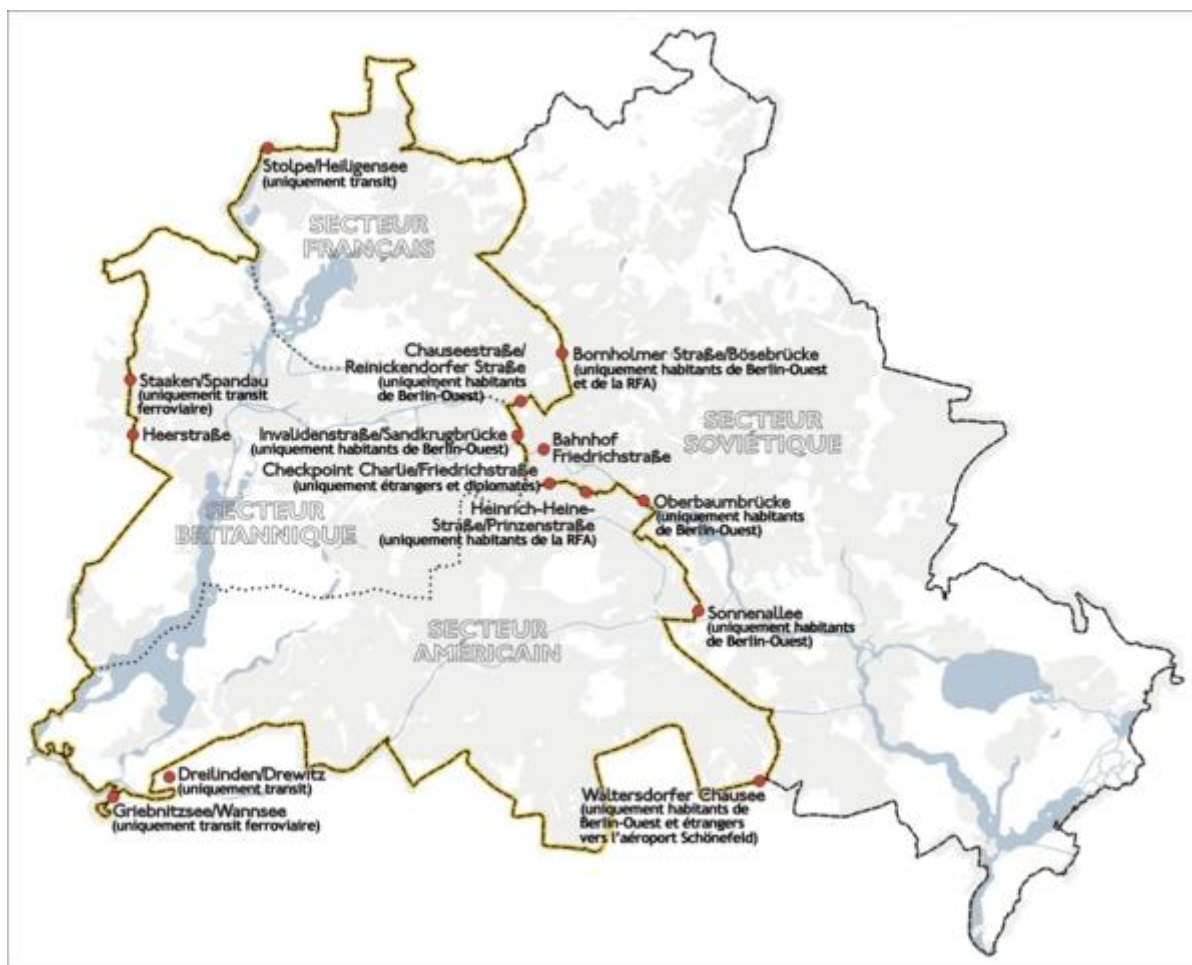 Stolpe/Heiligensee
(uniquement transit)
SECTEUR
FRANÇAIS
Chauseestraße/
Reinickendorfer Straße
(uniquement habitants
de Berlin-Ouest)
Bornholmer Straße/Bösebrücke
(uniquement habitants de Berlin-Ouest
et de la RFA)
Staaken/Spandau
(uniquement transit
ferroviaire)
Heerstraße
Invalidenstraße/Sandkrugbrücke
(uniquement habitants de Berlin-Ouest)
Bahnhof
Friedrichstraße
SECTEUR
SOVIÉTIQUE
Checkpoint Charlie/Friedrichstraße
(uniquement étrangers et diplomates)
SECTEUR
BRITANNIQUE
Heinrich-Heine-
Straße/Prinzenstraße
(uniquement habitants de la RFA)
Oberbaumbrücke
(uniquement habitants
de Berlin-Ouest)
Sonnenallee
(uniquement habitants
de Berlin-Ouest)
SECTEUR
AMÉRICAIN
Dreilinden/Drewitz
(uniquement transit)
Griebnitzsee/Wannsee
(uniquement transit ferroviaire)
Waltersdorfer Chausee
(uniquement habitants de
Berlin-Ouest et étrangers
vers l'aéroport Schönefeld)